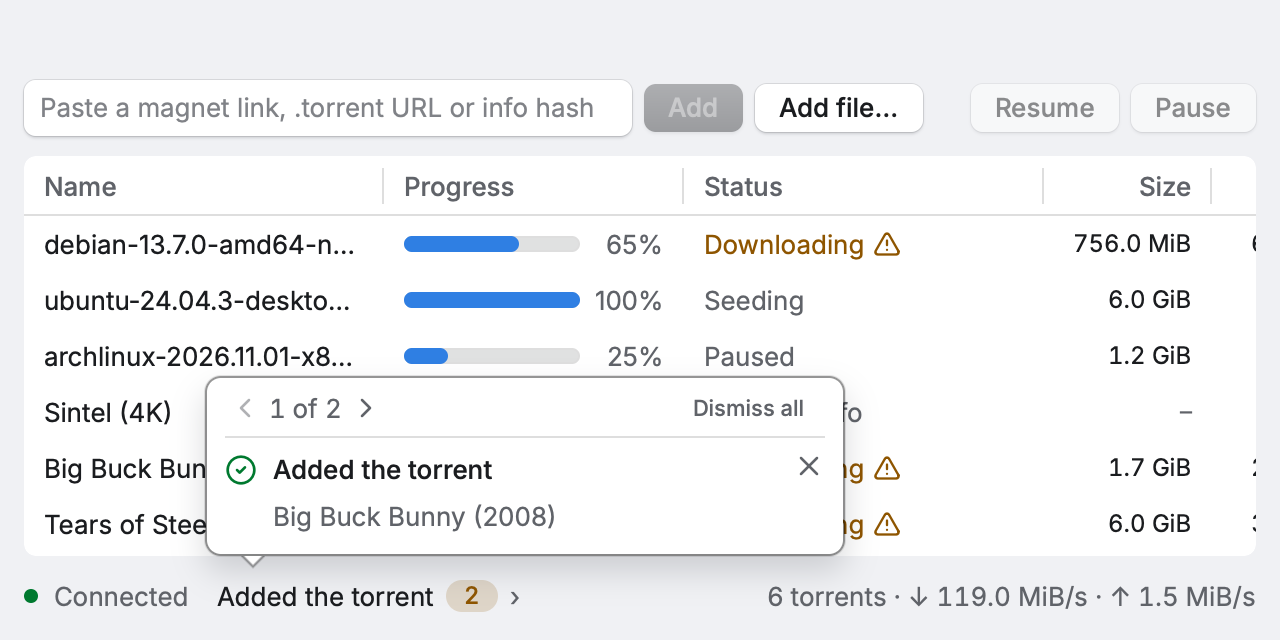 Paste a magnet link, .torrent URL or info hash Add Add file... Resume Pause
Name Progress Status Size
debian-13.7.0-amd64-n... 65% Downloading 756.0 MiB
ubuntu-24.04.3-deskto... 100% Seeding 6.0 GiB
archlinux-2026.11.01-x8... 25% Paused 1.2 GiB
Sintel (4K) –
1 of 2 Dismiss all
Big Buck 1.7 GiB
Added the torrent
Big Buck Bunny (2008)
Tears of 6.0 GiB
Connected Added the torrent 2 › 6 torrents · ↓ 119.0 MiB/s · ↑ 1.5 MiB/s